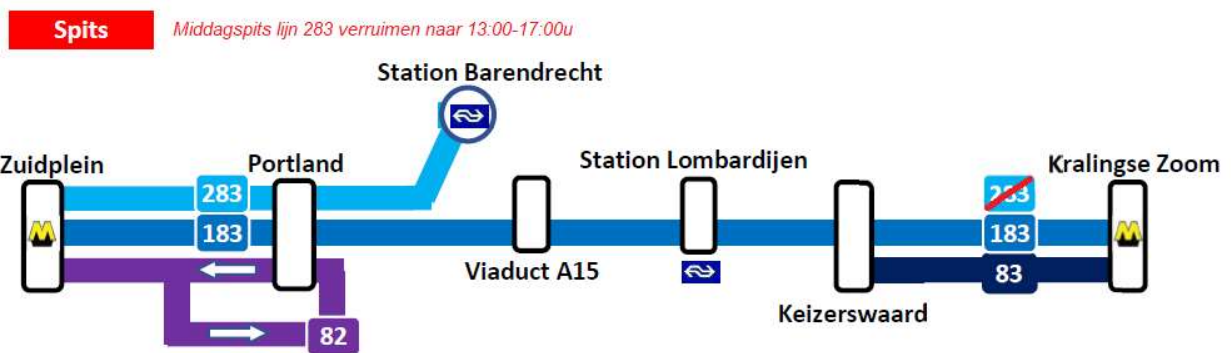 Spits
Middagspits lijn 283 verruimen naar 13:00-17:00u
Station Barendrecht
Zuidplein
Portland
Station Lombardijen
Kralingse Zoom
283
283
183
183
M
M
Viaduct A15
83
Keizerswaard
82